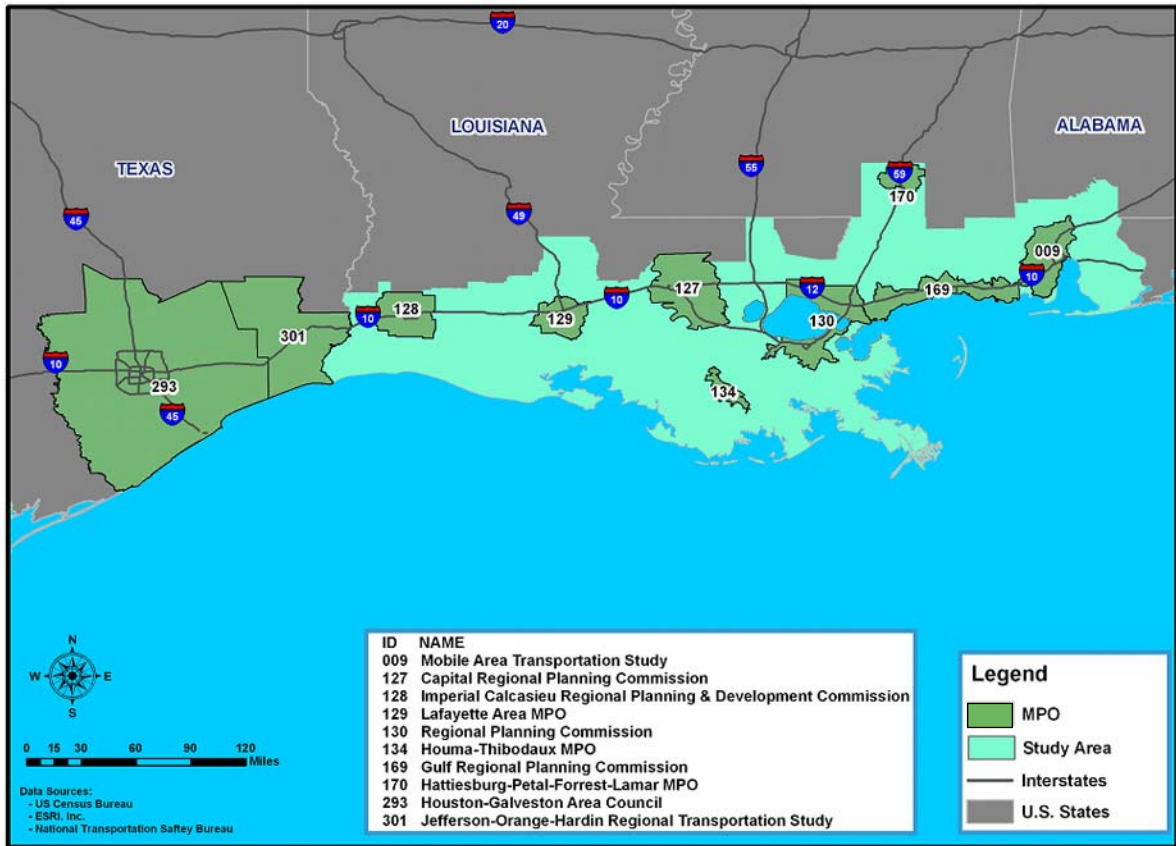 20
LOUISIANA
ALABAMA
TEXAS
55
59
170
45
49
009
10
127
12
169
10
128
10
129
130
301
10
293
134
45
N
W E
S
0 15 30 60 90 120
Miles
Data Sources:
- US Census Bureau
- ESRI. Inc.
- National Transportation Saftey Bureau
ID NAME
009 Mobile Area Transportation Study
127 Capital Regional Planning Commission
128 Imperial Calcasieu Regional Planning & Development Commission
129 Lafayette Area MPO
130 Regional Planning Commission
134 Houma-Thibodaux MPO
169 Gulf Regional Planning Commission
170 Hattiesburg-Petal-Forrest-Lamar MPO
293 Houston-Galveston Area Council
301 Jefferson-Orange-Hardin Regional Transportation Study
Legend
MPO
Study Area
Interstates
U.S. States